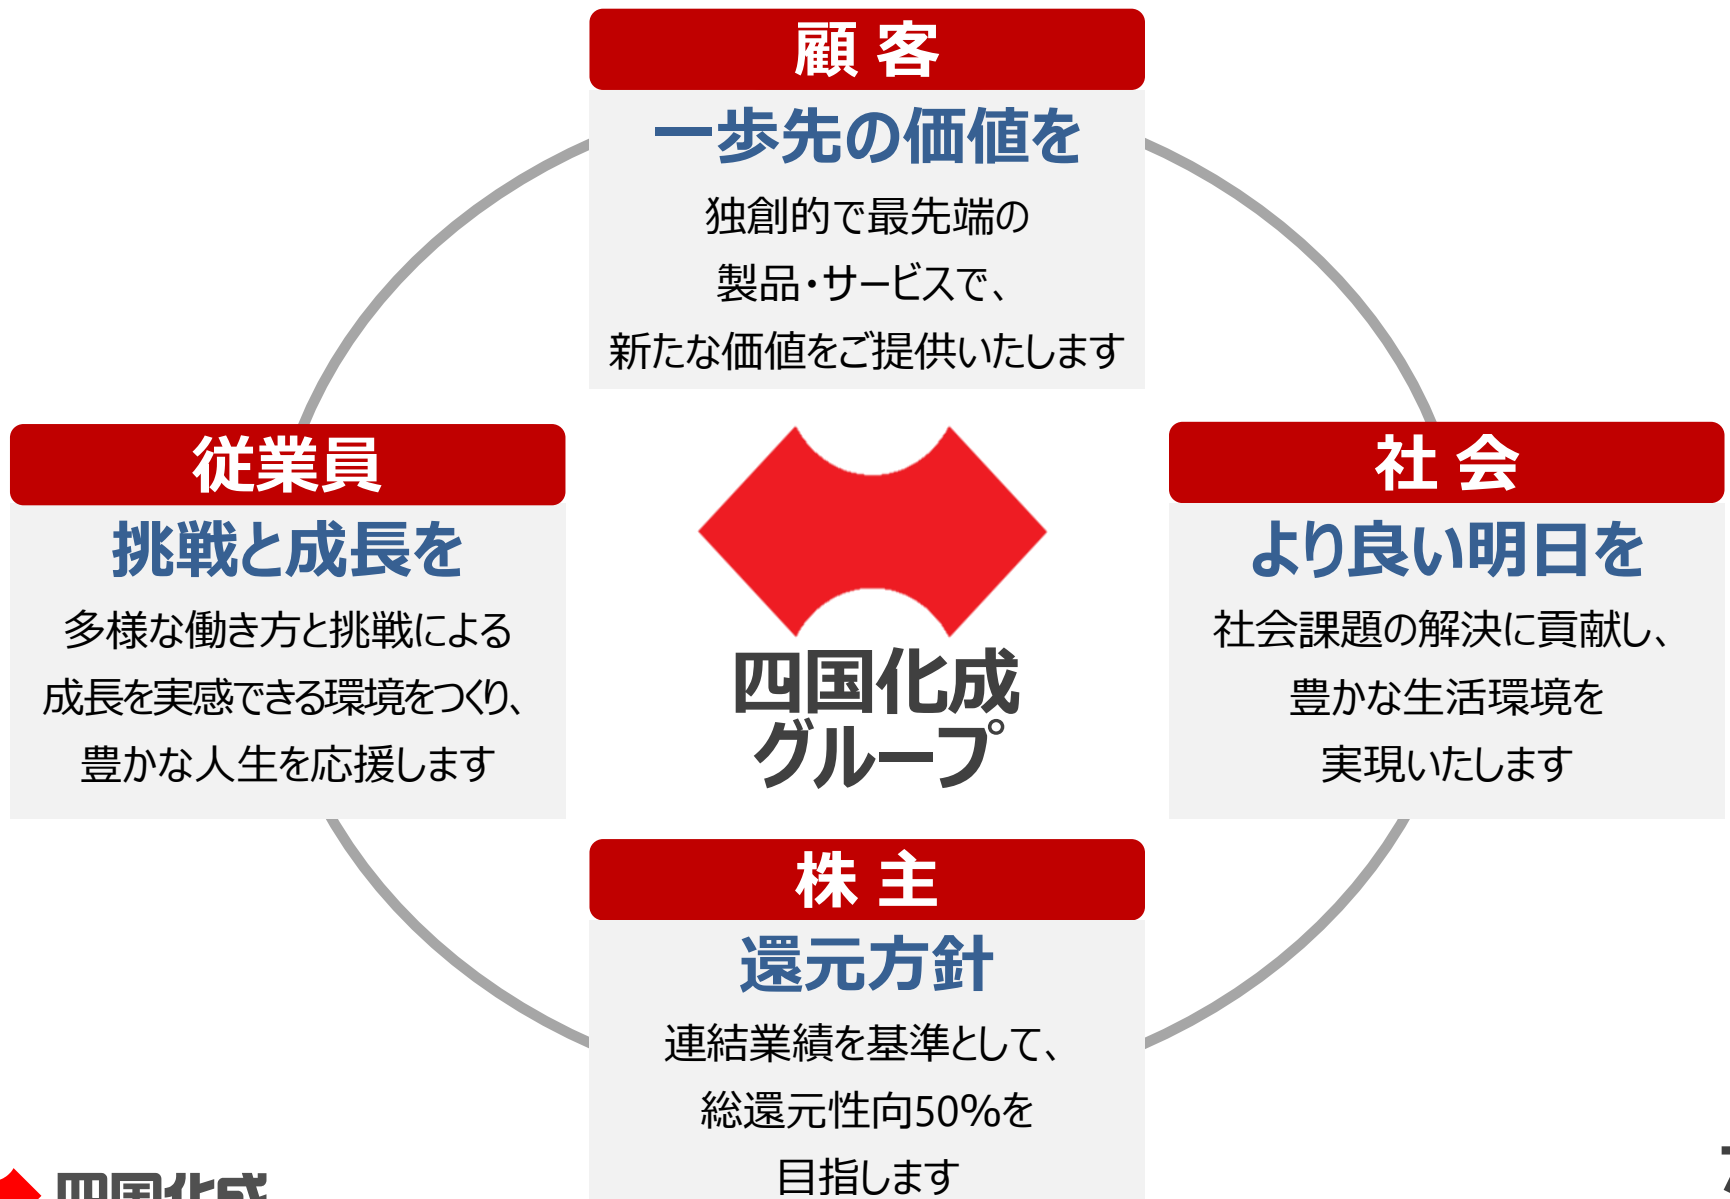 顧 客
一歩先の価値を
独創的で最先端の
製品・サービスで、
新たな価値をご提供いたします
従業員
挑戦と成長を
多様な働き方と挑戦による
成長を実感できる環境をつくり、
豊かな人生を応援します
四国化成
グループ
社 会
より良い明日を
社会課題の解決に貢献し、
豊かな生活環境を
実現いたします
株 主
還元方針
連結業績を基準として、
総還元性向50%を
目指します
四国化成